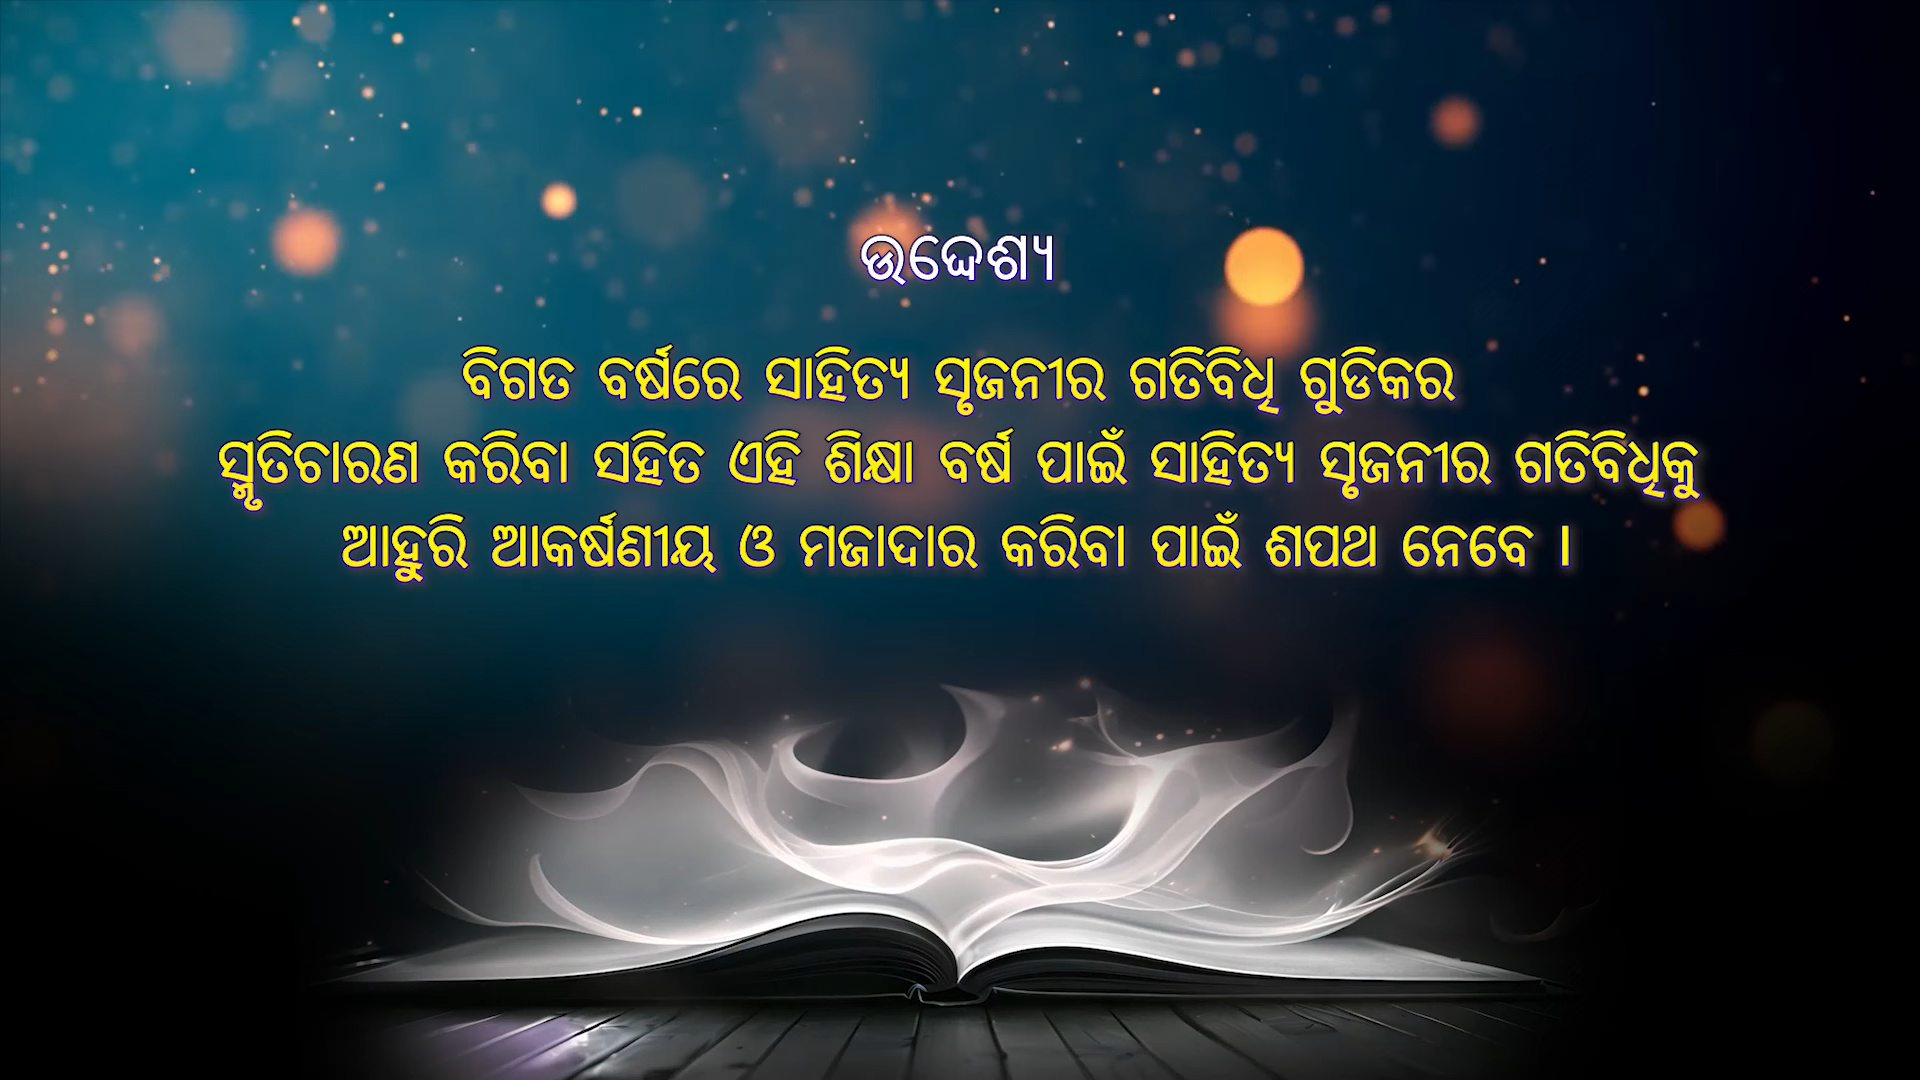 ଉଦ୍ଦେଶ୍ୟ
ବିଗତ ବର୍ଷରେ ସାହିତ୍ୟ ସୃଜନୀର ଗତିବିଧି ଗୁଡିକର
ସ୍ମୃତିଚାରଣ କରିବା ସହିତ ଏହି ଶିକ୍ଷା ବର୍ଷ ପାଇଁ ସାହିତ୍ୟ ସୃଜନୀର ଗତିବିଧିକୁ
ଆହୁରି ଆକର୍ଷଣୀୟ ଓ ମଜାଦାର କରିବା ପାଇଁ ଶପଥ ନେବେ ।